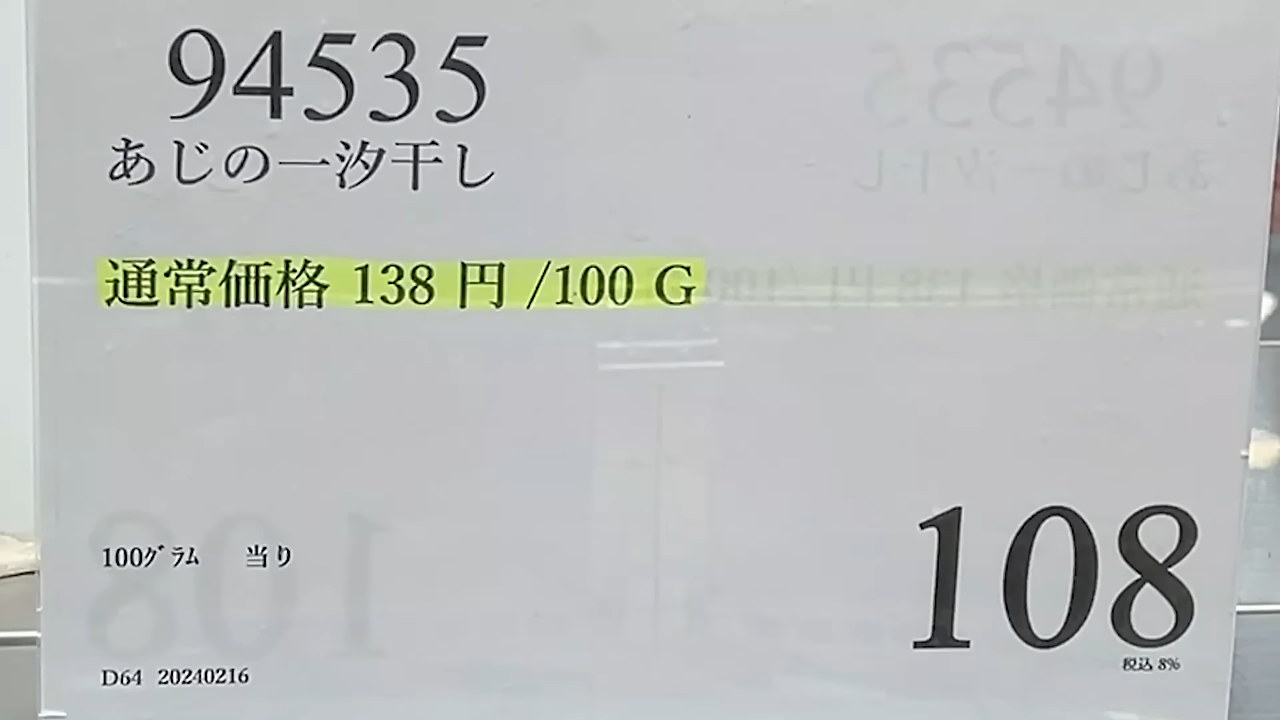 94535
あじの一汐干し
通常価格 138 円 /100 G
100ｸﾞﾗﾑ 当り
108
税込 8%
D64 20240216